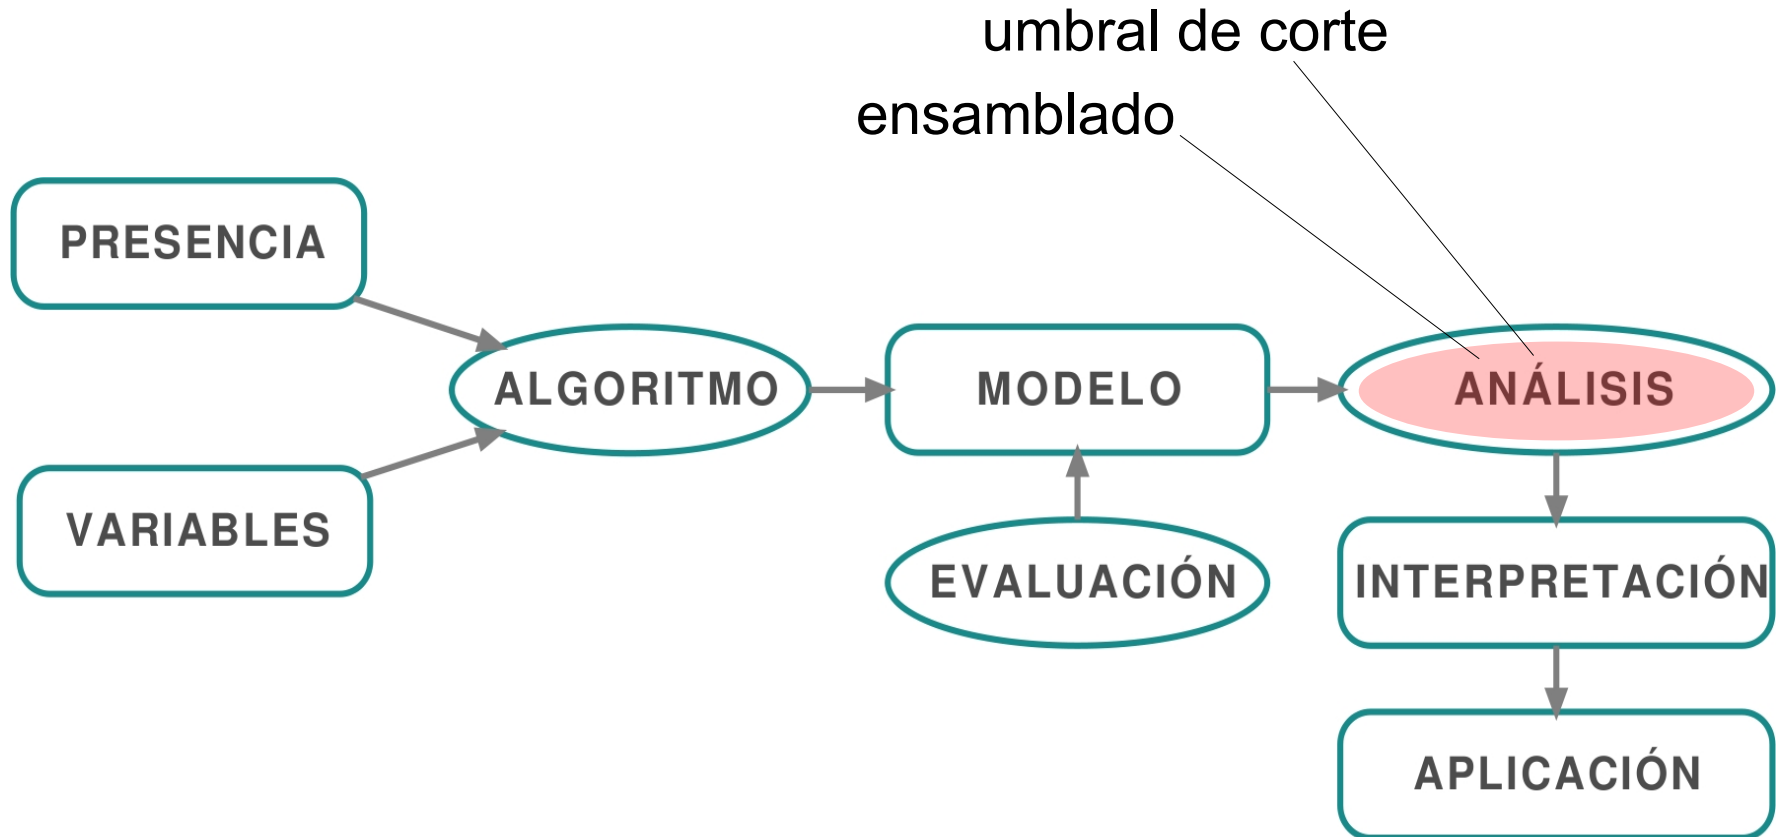 umbral de corte
ensamblado
PRESENCIA
ALGORITMO
MODELO
ANÁLISIS
VARIABLES
EVALUACIÓN
INTERPRETACIÓN
APLICACIÓN